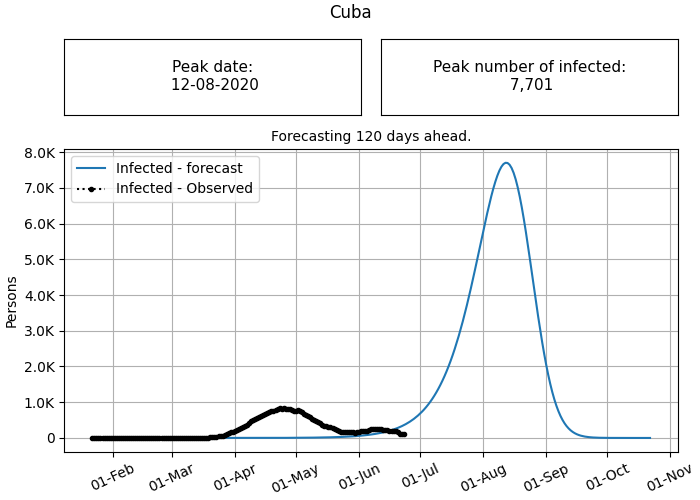 Cuba
Peak date:
12-08-2020
Peak number of infected:
7,701
Forecasting 120 days ahead.
Infected - forecast
Infected - Observed
Persons
8.0K
7.0K
6.0K
5.0K
4.0K
3.0K
2.0K
1.0K
0
01-Feb
01-Mar
01-Apr
01-May
01-Jun
01-Jul
01-Aug
01-Sep
01-Oct
01-Nov